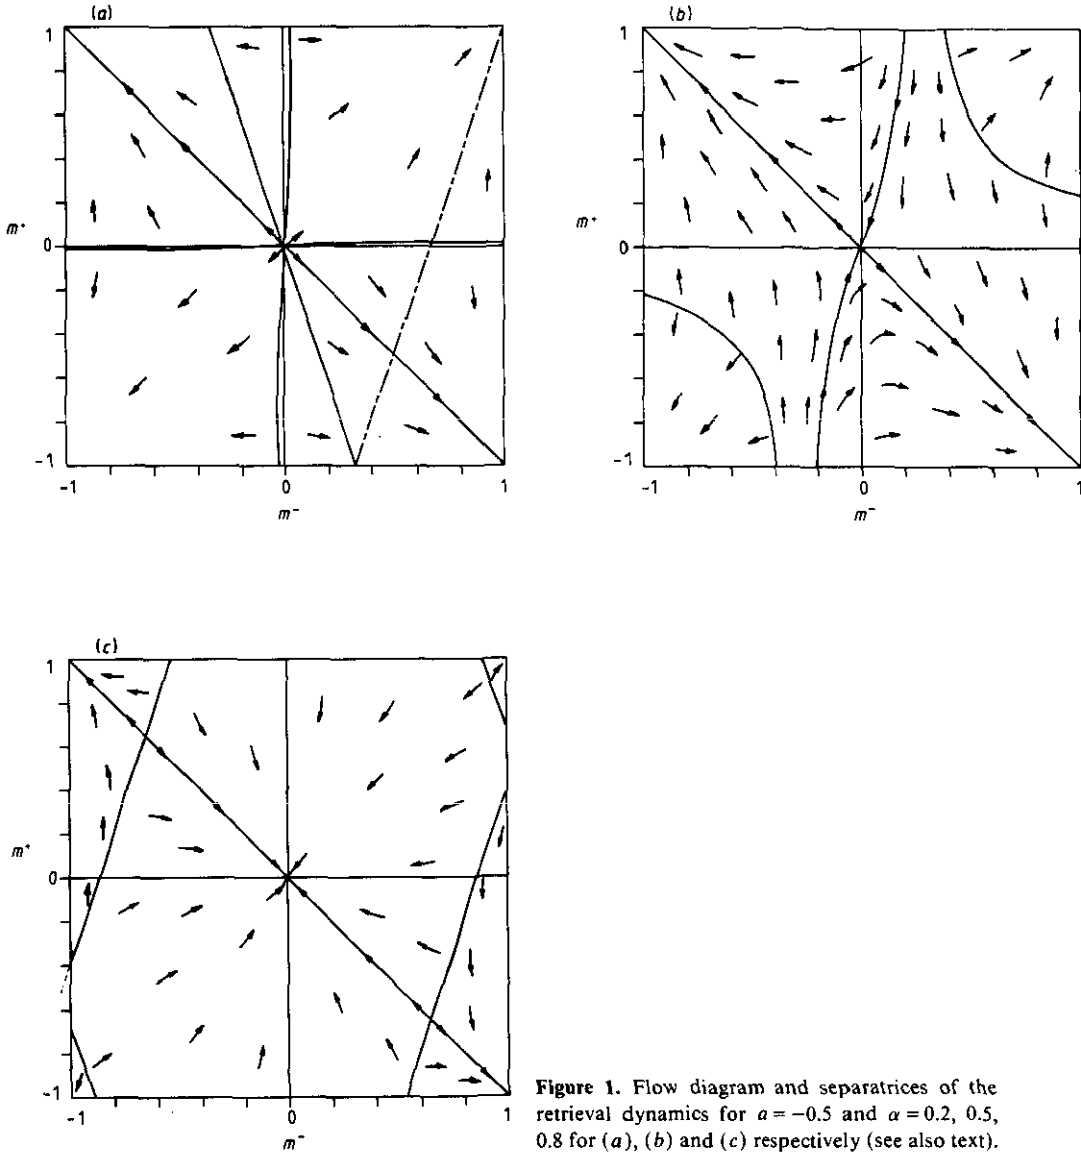 (a)
1
m⁺
0
-1
-1
0
1
m⁻
(b)
1
m⁺
0
-1
-1
0
1
m⁻
(c)
1
m⁺
0
-1
-1
0
1
m⁻
Figure 1. Flow diagram and separatrices of the
retrieval dynamics for a = −0.5 and α = 0.2, 0.5,
0.8 for (a), (b) and (c) respectively (see also text).